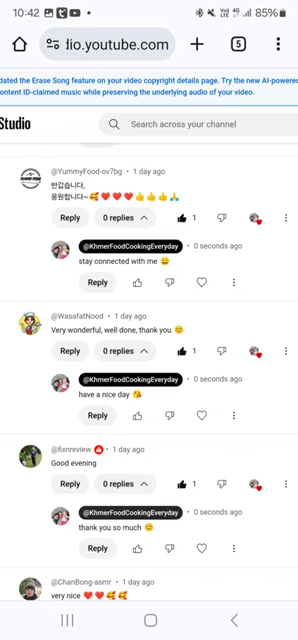 10:42
85%
dio.youtube.com
5
dated the Erase Song feature on your video copyright details page. Try the new AI-powered
ontent ID-claimed music while preserving the underlying audio of your video.
Studio
Search across your channel
@YummyFood-ov7bg • 1 day ago
반갑습니다,
응원합니다~🥰❤️❤️❤️👍👍👍🙏
Reply 0 replies 1
@KhmerFoodCookingEveryday • 0 seconds ago
stay connected with me 😄
Reply
@WasafatNood • 1 day ago
Very wonderful, well done, thank you 😊
Reply 0 replies 1
@KhmerFoodCookingEveryday • 0 seconds ago
have a nice day 😘
Reply
@fixnreview • 1 day ago
Good evening
Reply 0 replies 1
@KhmerFoodCookingEveryday • 0 seconds ago
thank you so much 😊
Reply
@ChanBong-asmr • 1 day ago
very nice ❤️❤️🥰🥰